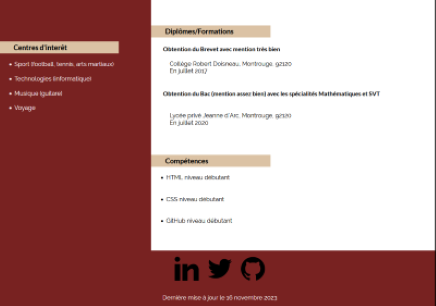 Centres d'Interêt
Sport (football, tennis, arts martiaux)
Technologies (informatique)
Musique (guitare)
Voyage
Diplômes/Formations
Obtention du Brevet avec mention très bien
Collège Robert Doisneau, Montrouge, 92120
En juillet 2017
Obtention du Bac (mention assez bien) avec les spécialités Mathématiques et SVT
Lycée privé Jeanne d'Arc, Montrouge, 92120
En juillet 2020
Compétences
HTML niveau débutant
CSS niveau débutant
GitHub niveau débutant
in
Dernière mise à jour le 16 novembre 2023